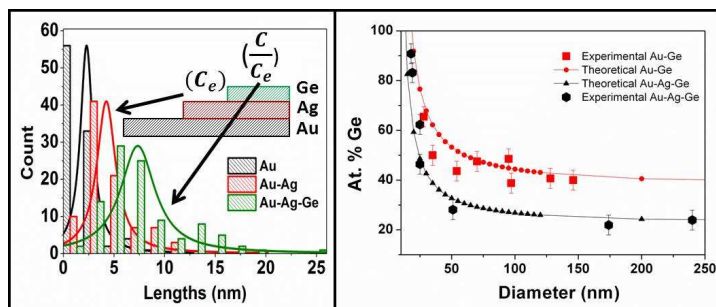 60
50
40
30
20
10
0
Count
0
5
10
15
20
25
Lengths (nm)
(C_e)
(C/C_e)
Ge
Ag
Au
Au
Au-Ag
Au-Ag-Ge
100
80
60
40
20
At. % Ge
50
100
150
200
250
Diameter (nm)
Experimental Au-Ge
Theoretical Au-Ge
Theoretical Au-Ag-Ge
Experimental Au-Ag-Ge